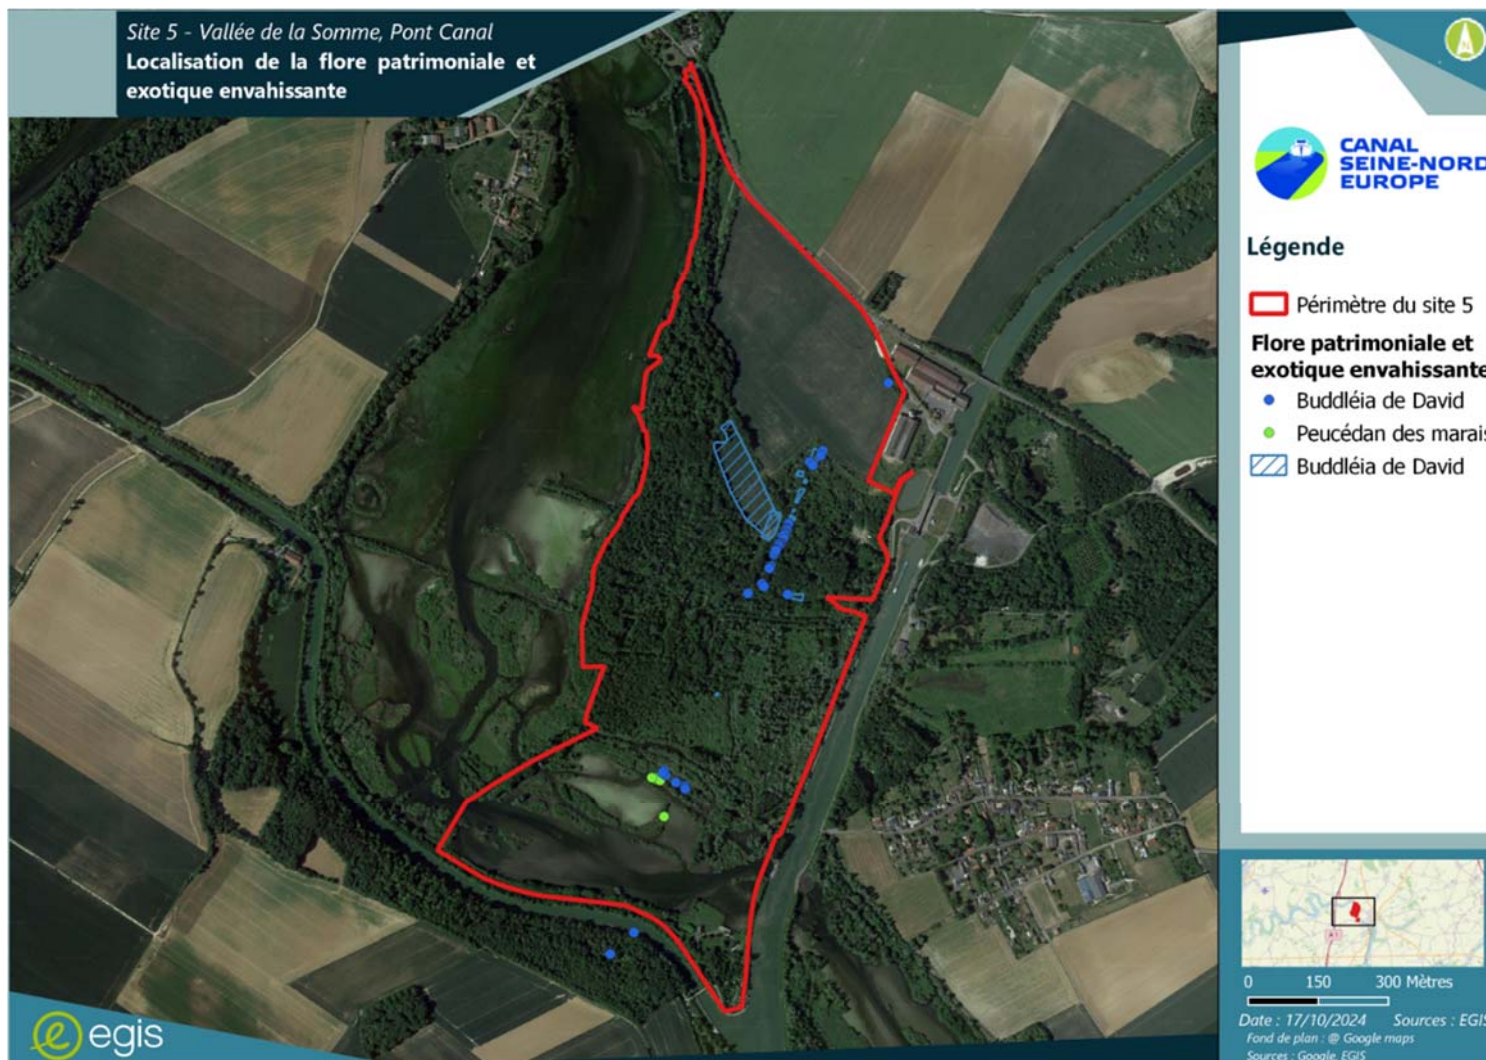 Site 5 - Vallée de la Somme, Pont Canal
Localisation de la flore patrimoniale et
exotique envahissante
N
CANAL
SEINE-NORD
EUROPE
Légende
Périmètre du site 5
Flore patrimoniale et
exotique envahissante
Buddléia de David
Peucédan des marais
Buddléia de David
A 1
0 150 300 Mètres
Date : 17/10/2024 Sources : EGIS
Fond de plan : @ Google maps
Sources : Google, EGIS
egis